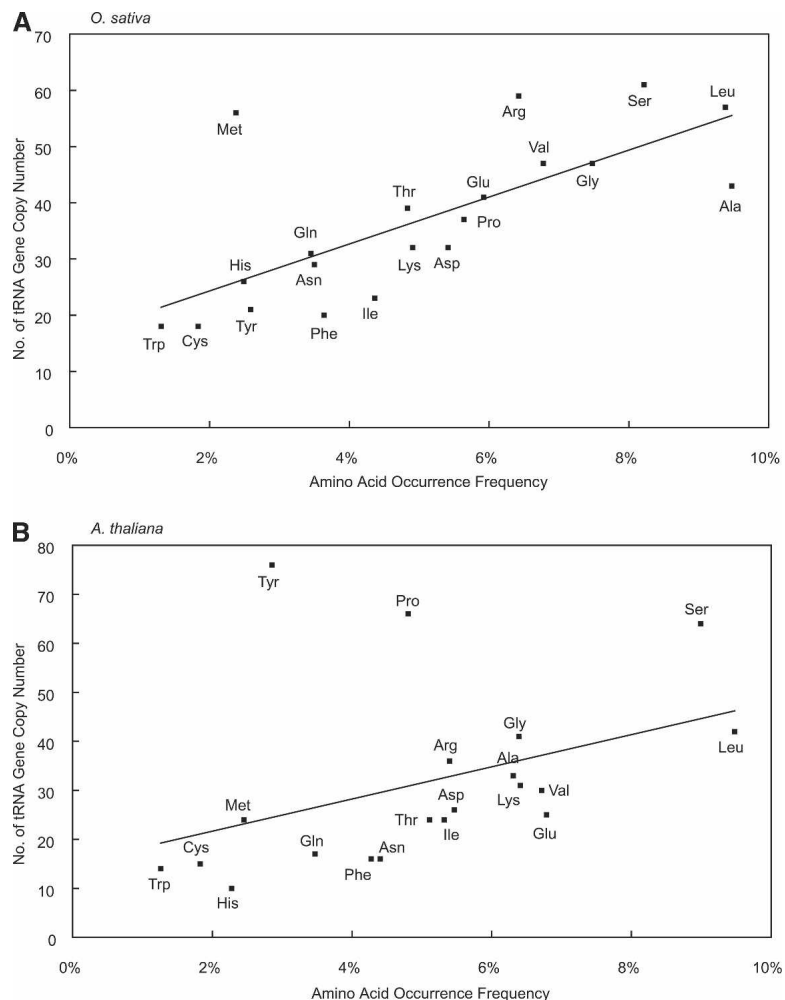 A
O. sativa
70
60
50
40
30
20
10
0
No. of tRNA Gene Copy Number
Met
Arg
Ser
Leu
Val
Gly
Ala
Thr
Glu
Pro
Gln
Lys
Asp
His
Asn
Ile
Tyr
Phe
Trp
Cys
0%
2%
4%
6%
8%
10%
Amino Acid Occurrence Frequency
B
A. thaliana
80
70
60
50
40
30
20
10
0
No. of tRNA Gene Copy Number
Tyr
Pro
Ser
Gly
Leu
Arg
Ala
Lys
Val
Asp
Met
Thr
Ile
Glu
Gln
Asn
Cys
Phe
Trp
His
0%
2%
4%
6%
8%
10%
Amino Acid Occurrence Frequency